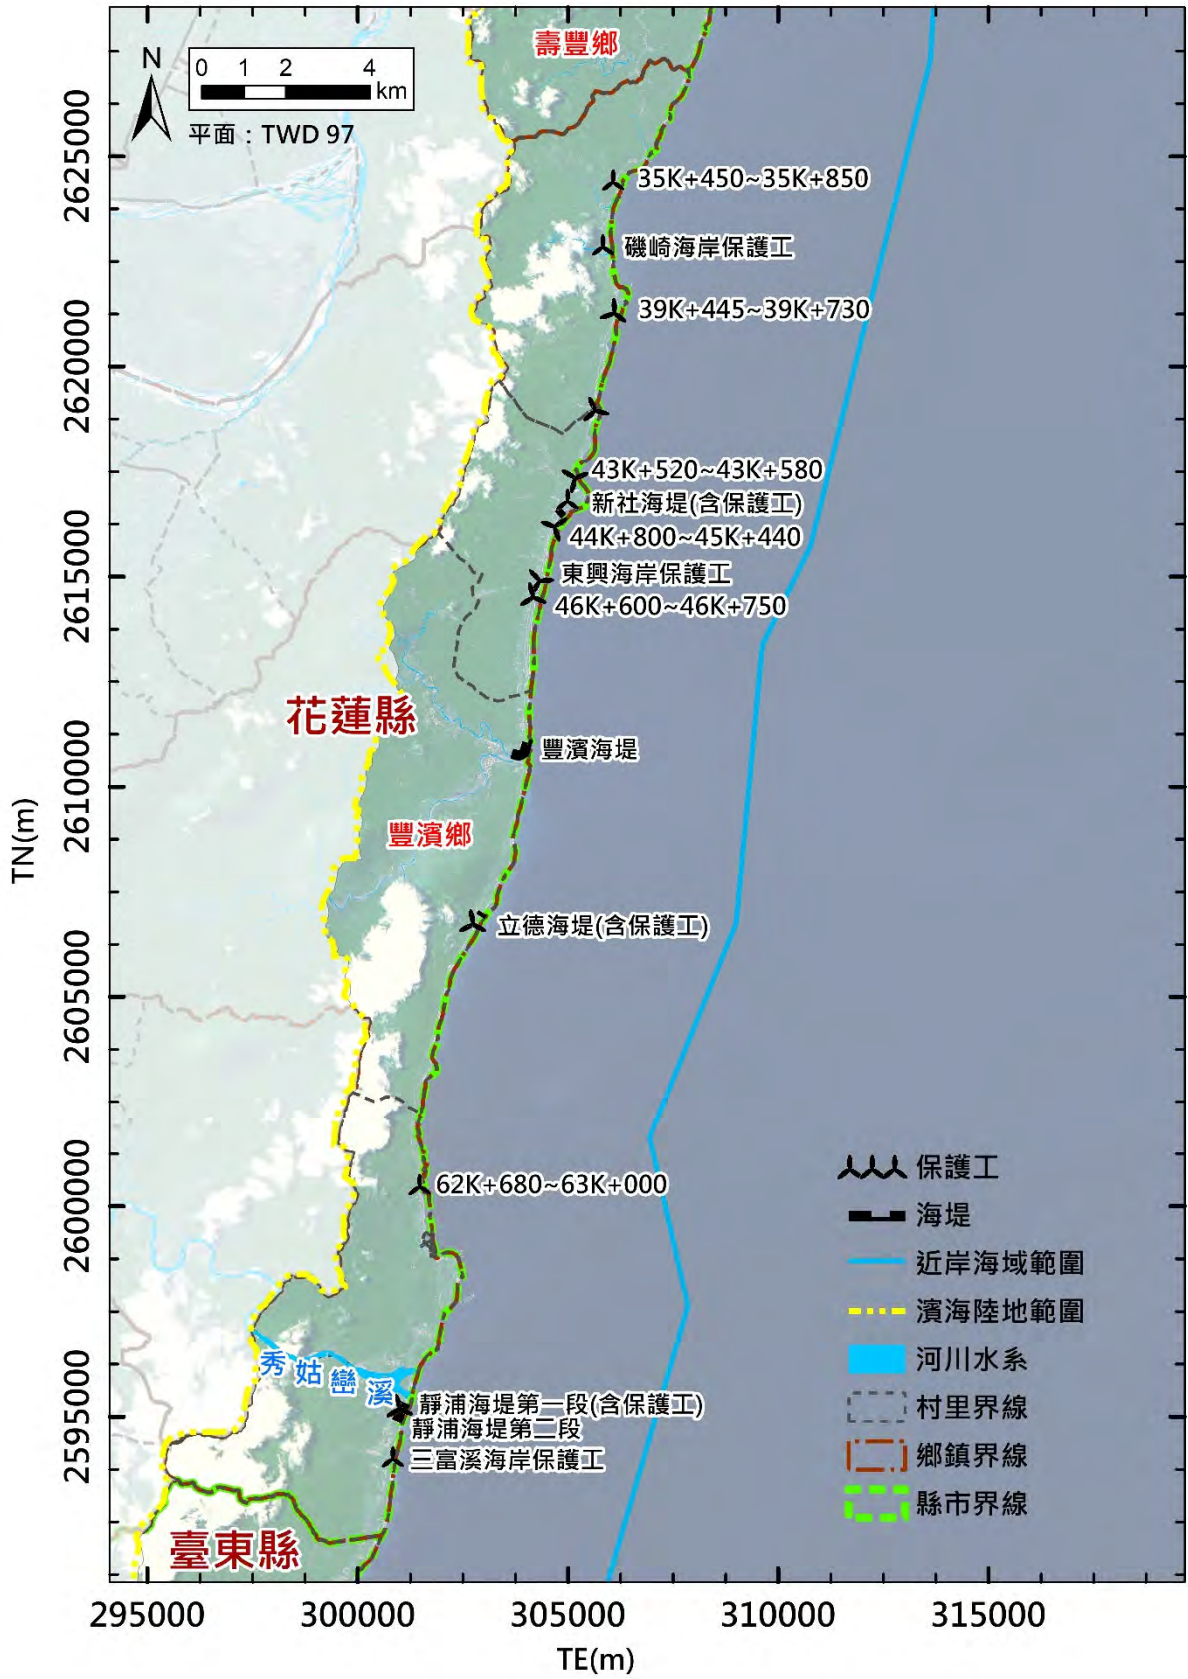 壽豐鄉
N
0 1 2 4
km
平面：TWD 97
35K+450~35K+850
磯崎海岸保護工
39K+445~39K+730
43K+520~43K+580
新社海堤(含保護工)
44K+800~45K+440
東興海岸保護工
46K+600~46K+750
花蓮縣
豐濱海堤
豐濱鄉
立德海堤(含保護工)
62K+680~63K+000
秀姑巒溪
靜浦海堤第一段(含保護工)
靜浦海堤第二段
三富溪海岸保護工
臺東縣
保護工
海堤
近岸海域範圍
濱海陸地範圍
河川水系
村里界線
鄉鎮界線
縣市界線
TN(m)
2625000
2620000
2615000
2610000
2605000
2600000
2595000
295000 300000 305000 310000 315000
TE(m)